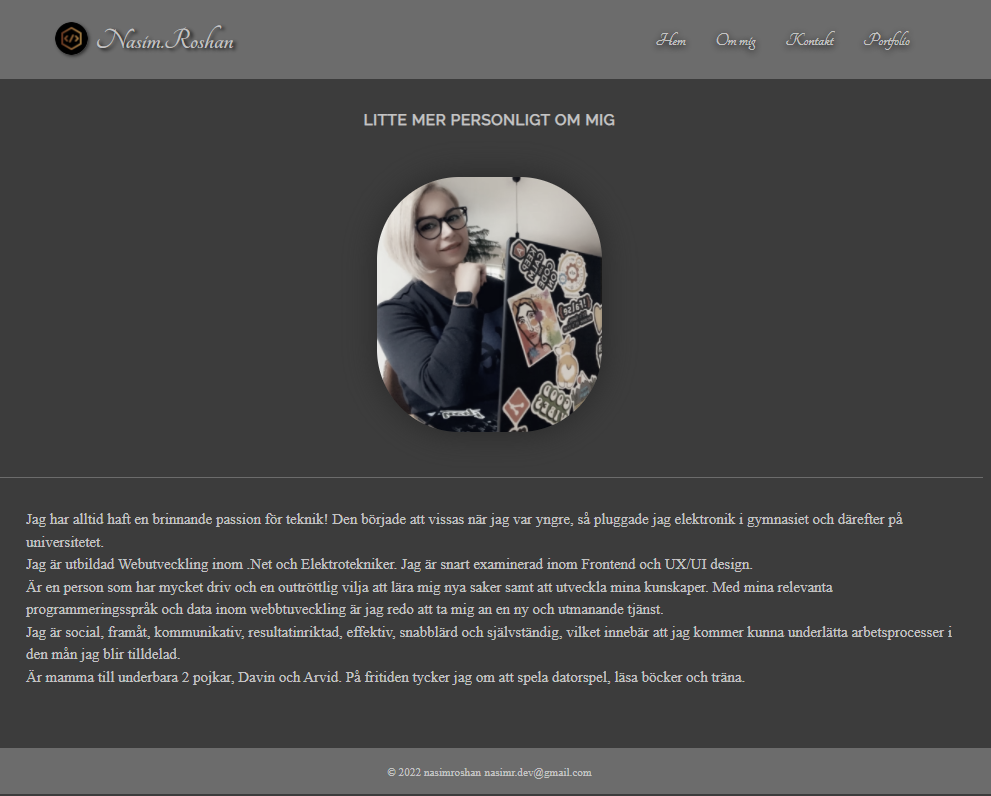 Nasim.Roshan
Hem Om mig Kontakt Portfolio
LITTE MER PERSONLIGT OM MIG
KEEP
CALM
CODE
!false
GOOD
VIBES
Jag har alltid haft en brinnande passion för teknik! Den började att vissas när jag var yngre, så pluggade jag elektronik i gymnasiet och därefter på
universitetet.
Jag är utbildad Webutveckling inom .Net och Elektrotekniker. Jag är snart examinerad inom Frontend och UX/UI design.
Är en person som har mycket driv och en outtröttlig vilja att lära mig nya saker samt att utveckla mina kunskaper. Med mina relevanta
programmeringsspråk och data inom webbtuveckling är jag redo att ta mig an en ny och utmanande tjänst.
Jag är social, framåt, kommunikativ, resultatinriktad, effektiv, snabblärd och självständig, vilket innebär att jag kommer kunna underlätta arbetsprocesser i
den mån jag blir tilldelad.
Är mamma till underbara 2 pojkar, Davin och Arvid. På fritiden tycker jag om att spela datorspel, läsa böcker och träna.
© 2022 nasimroshan nasimr.dev@gmail.com